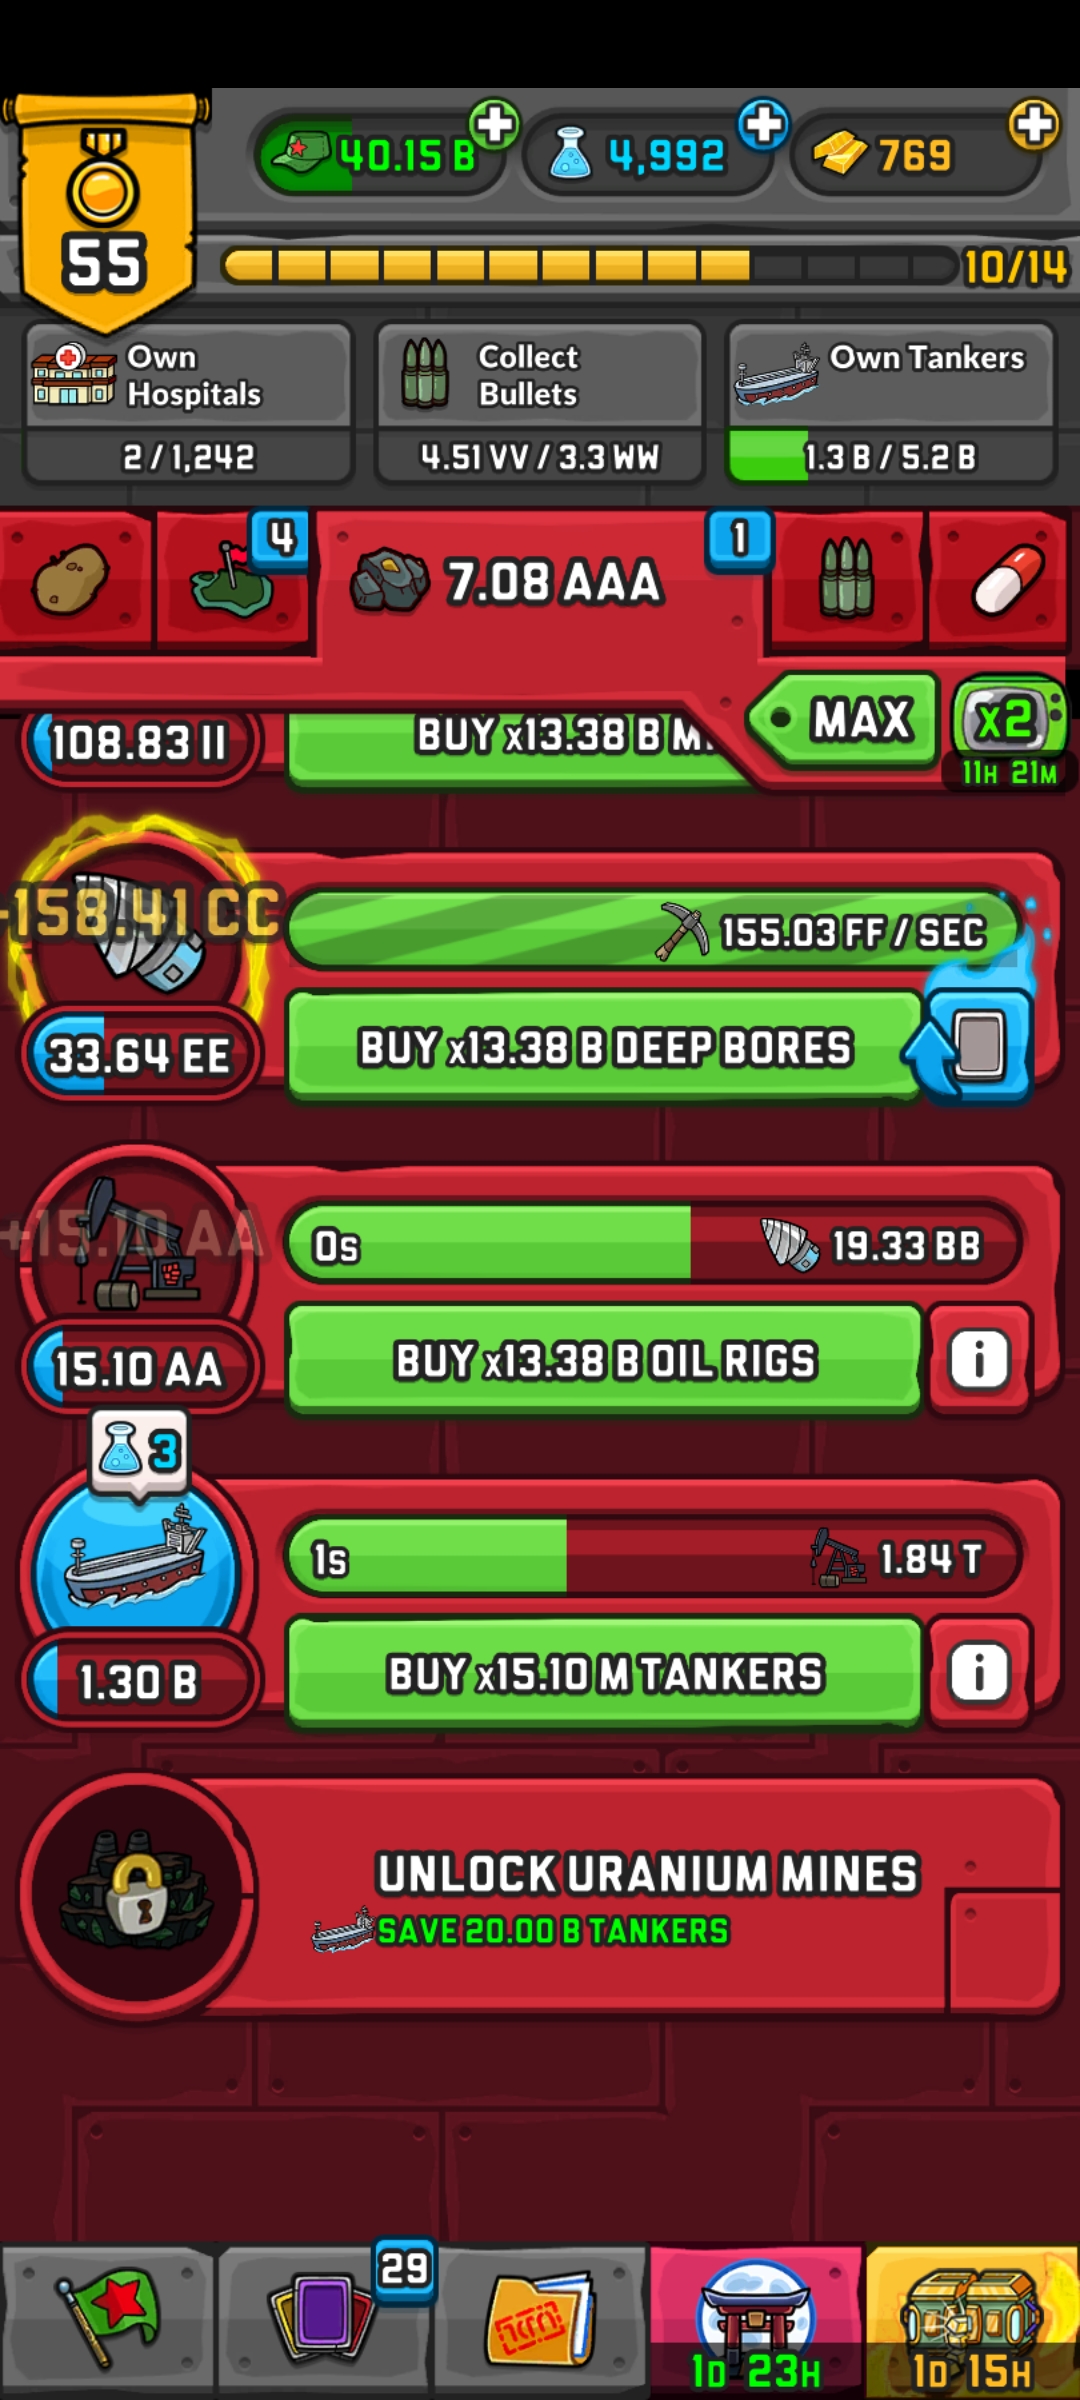 40.15 B
4,992
769
55
10/14
Own
Hospitals
2 / 1,242
Collect
Bullets
4.51 VV / 3.3 WW
Own Tankers
1.3 B / 5.2 B
4
7.08 AAA
1
108.83 II
BUY x13.38 B
MAX
x2
11H 21M
158.41 CC
155.03 FF / SEC
33.64 EE
BUY x13.38 B DEEP BORES
+15.10 AA
0s
19.33 BB
15.10 AA
BUY x13.38 B OIL RIGS
i
3
1s
1.84 T
1.30 B
BUY x15.10 M TANKERS
i
UNLOCK URANIUM MINES
SAVE 20.00 B TANKERS
29
1D 23H
1D 15H